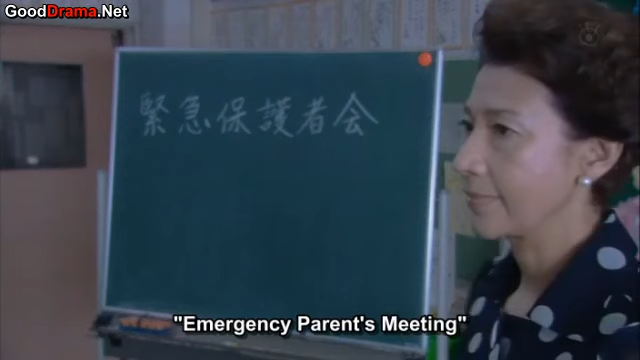 GoodDrama.Net
緊急保護者会
"Emergency Parent's Meeting"